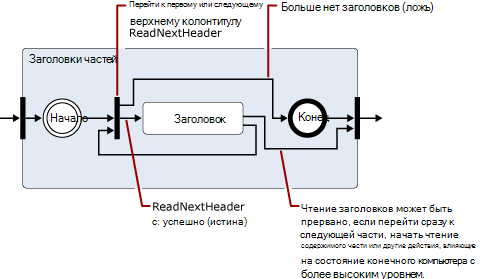 Перейти к первому или следующему
верхнему колонтитулу
ReadNextHeader
Больше нет заголовков (ложь)
Заголовки частей
Начало
Заголовок
Конец
ReadNextHeader
с: успешно (истина)
Чтение заголовков может быть
прервано, если перейти сразу к
следующей части, начать чтение
содержимого части или другие действия, влияющие
на состояние конечного компьютера с
более высоким уровнем.